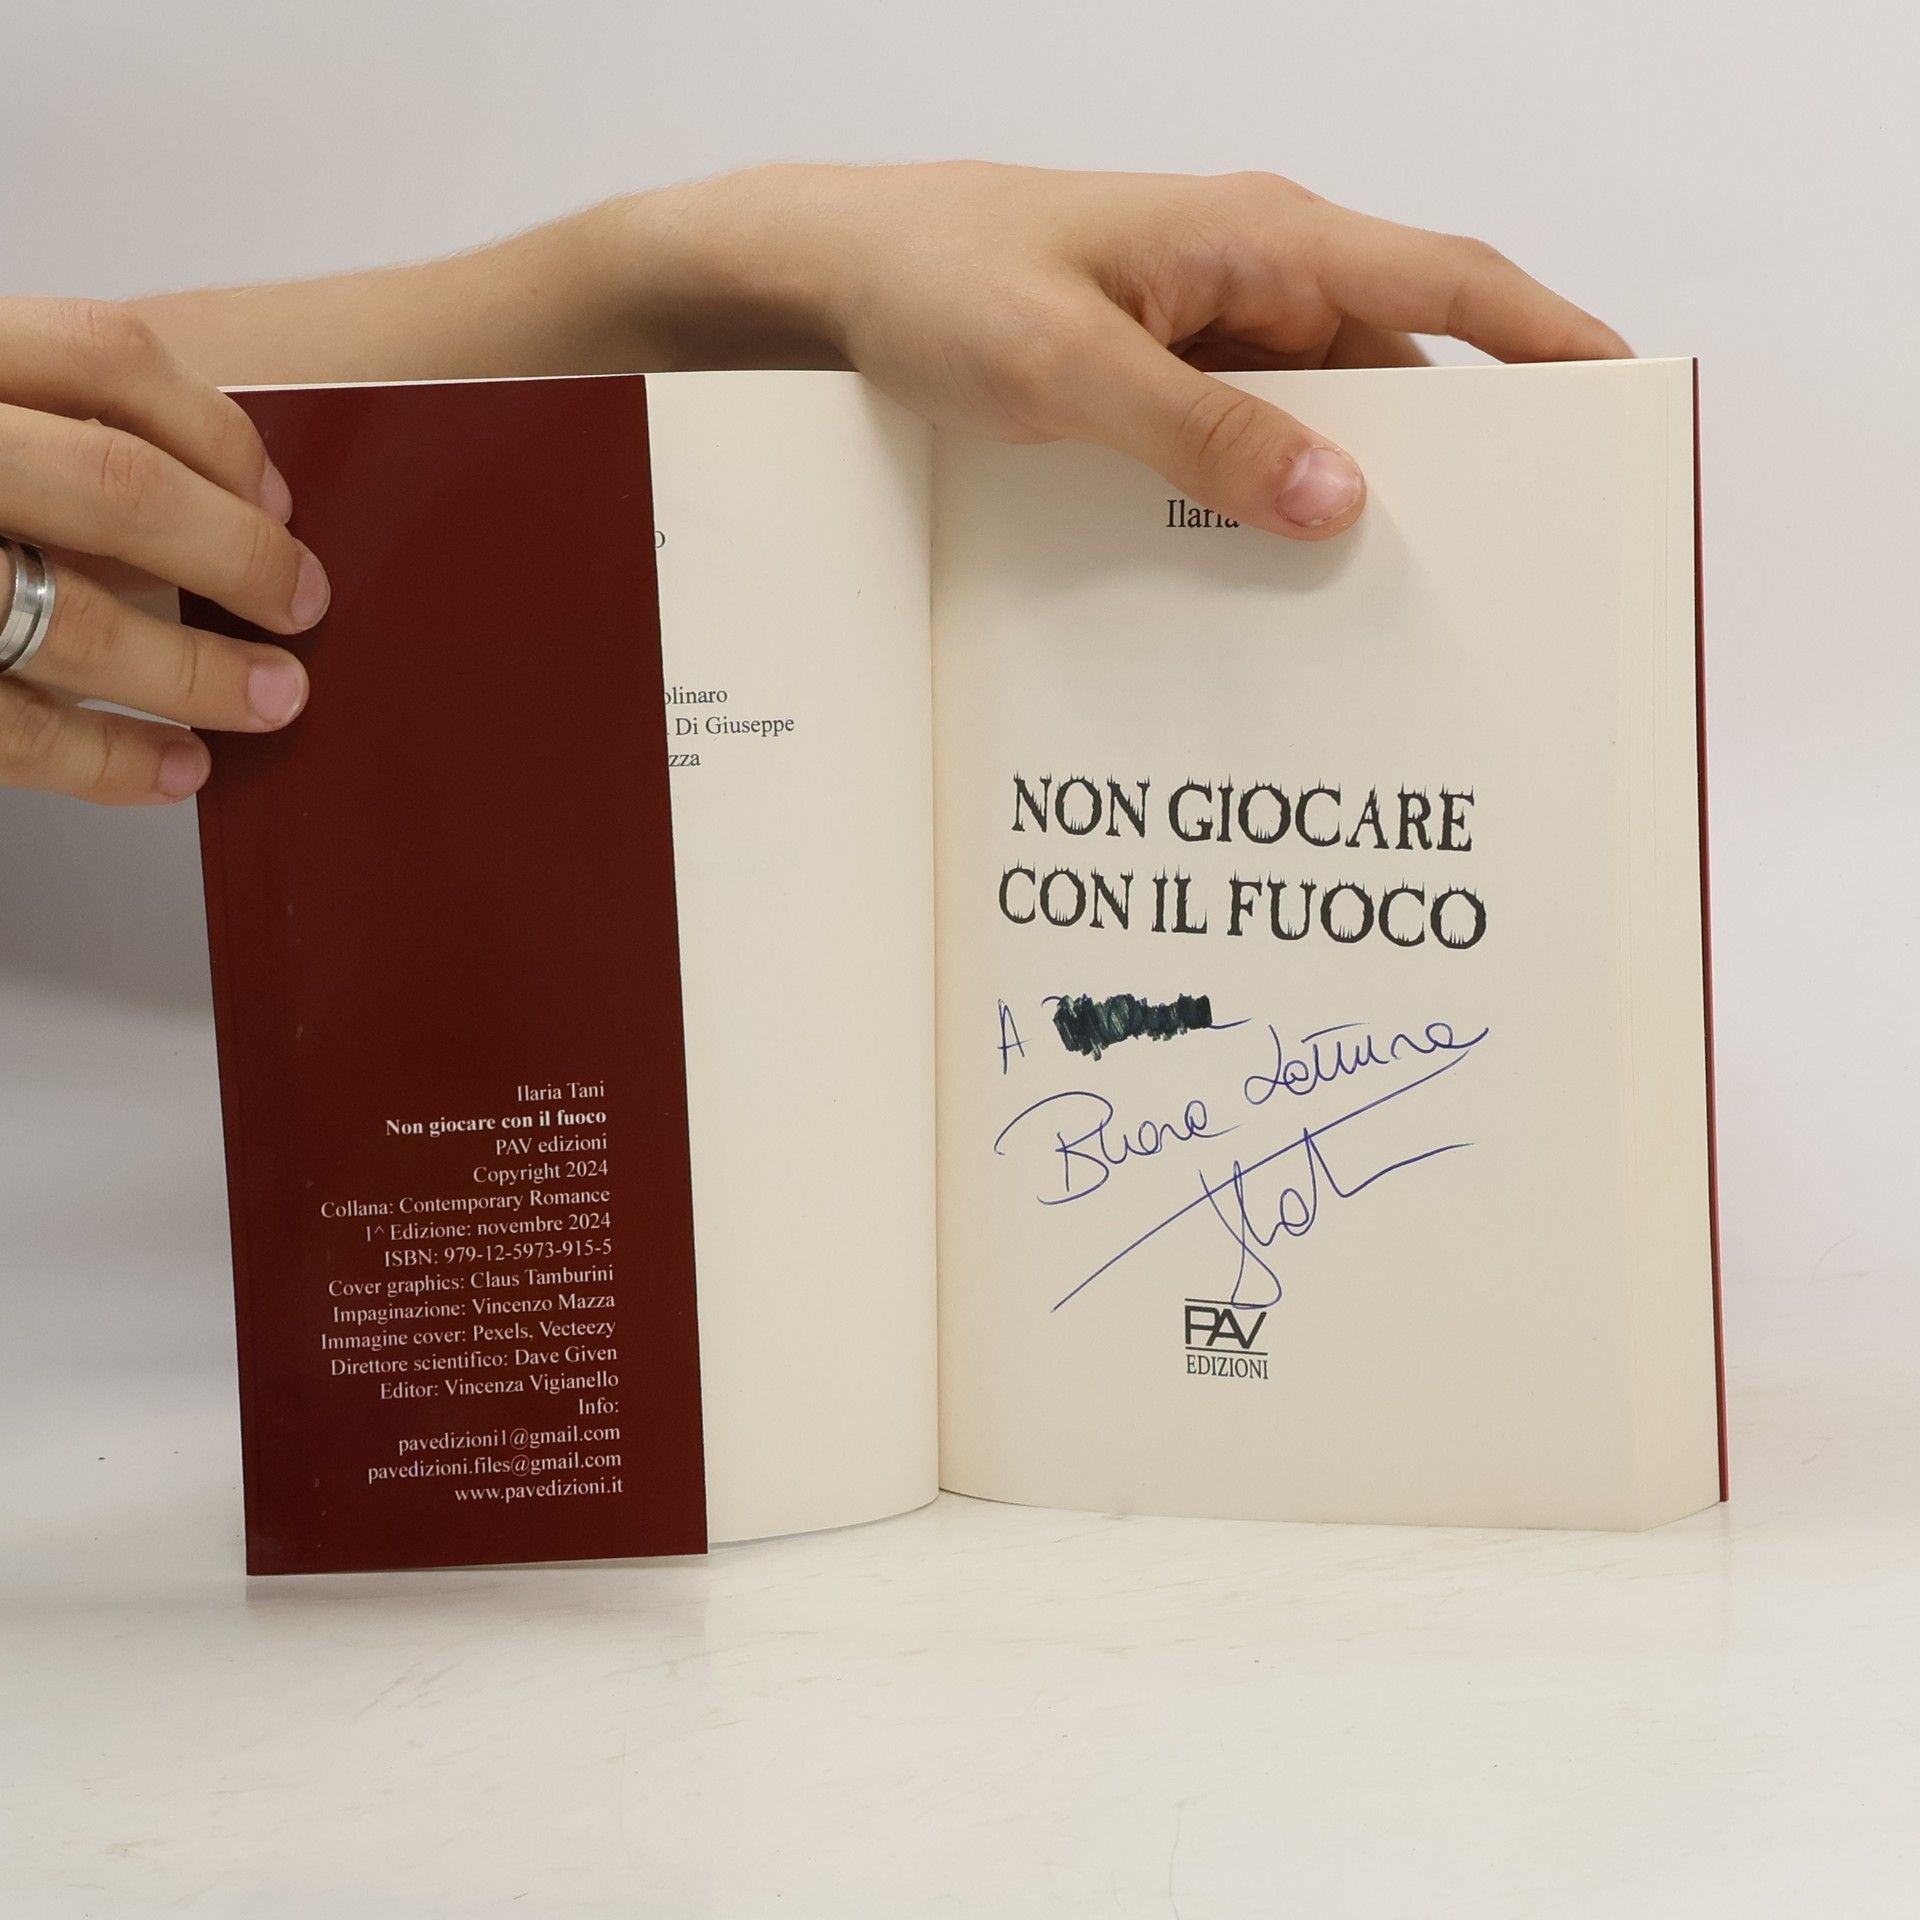 Ilaria Tani
Non giocare con il fuoco
PAV edizioni
Copyright 2024
Collana: Contemporary Romance
1^ Edizione: novembre 2024
ISBN: 979-12-5973-915-5
Cover graphics: Claus Tamburini
Impaginazione: Vincenzo Mazza
Immagine cover: Pexels, Vecteezy
Direttore scientifico: Dave Given
Editor: Vincenza Vigianello
Info:
pavedizioni1@gmail.com
pavedizioni.files@gmail.com
www.pavedizioni.it
olinaro
Di Giuseppe
zza
Ilaria
NON GIOCARE
CON IL FUOCO
A
Buona Lettura
PAV
EDIZIONI